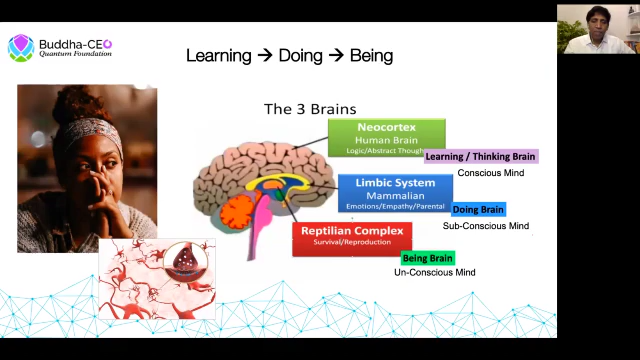 Buddha-CEO
Quantum Foundation
Learning → Doing → Being
The 3 Brains
Neocortex
Human Brain
Logic/Abstract Though
Learning / Thinking Brain
Conscious Mind
Limbic System
Mammalian
Emotions/Empathy/Parental
Doing Brain
Sub-Conscious Mind
Reptilian Complex
Survival/Reproduction
Being Brain
Un-Conscious Mind